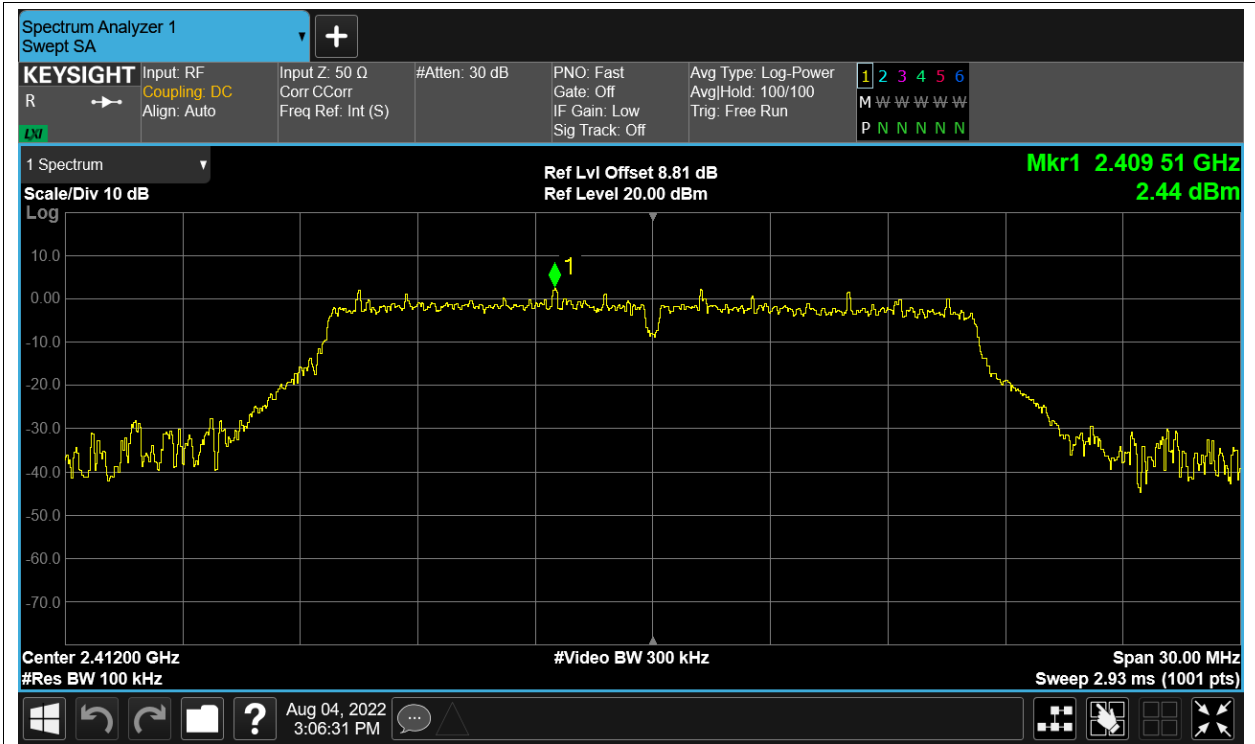 Spectrum Analyzer 1
Swept SA
KEYSIGHT
R
LXI
Input: RF
Coupling: DC
Align: Auto
Input Z: 50 Ω
Corr CCorr
Freq Ref: Int (S)
#Atten: 30 dB
PNO: Fast
Gate: Off
IF Gain: Low
Sig Track: Off
Avg Type: Log-Power
Avg|Hold: 100/100
Trig: Free Run
1 2 3 4 5 6
M W W W W W
P N N N N N
1 Spectrum
Scale/Div 10 dB
Log
Ref Lvl Offset 8.81 dB
Ref Level 20.00 dBm
Mkr1 2.409 51 GHz
2.44 dBm
10.0
1
0.00
-10.0
-20.0
-30.0
-40.0
-50.0
-60.0
-70.0
Center 2.41200 GHz
#Video BW 300 kHz
Span 30.00 MHz
#Res BW 100 kHz
Sweep 2.93 ms (1001 pts)
?
Aug 04, 2022
3:06:31 PM